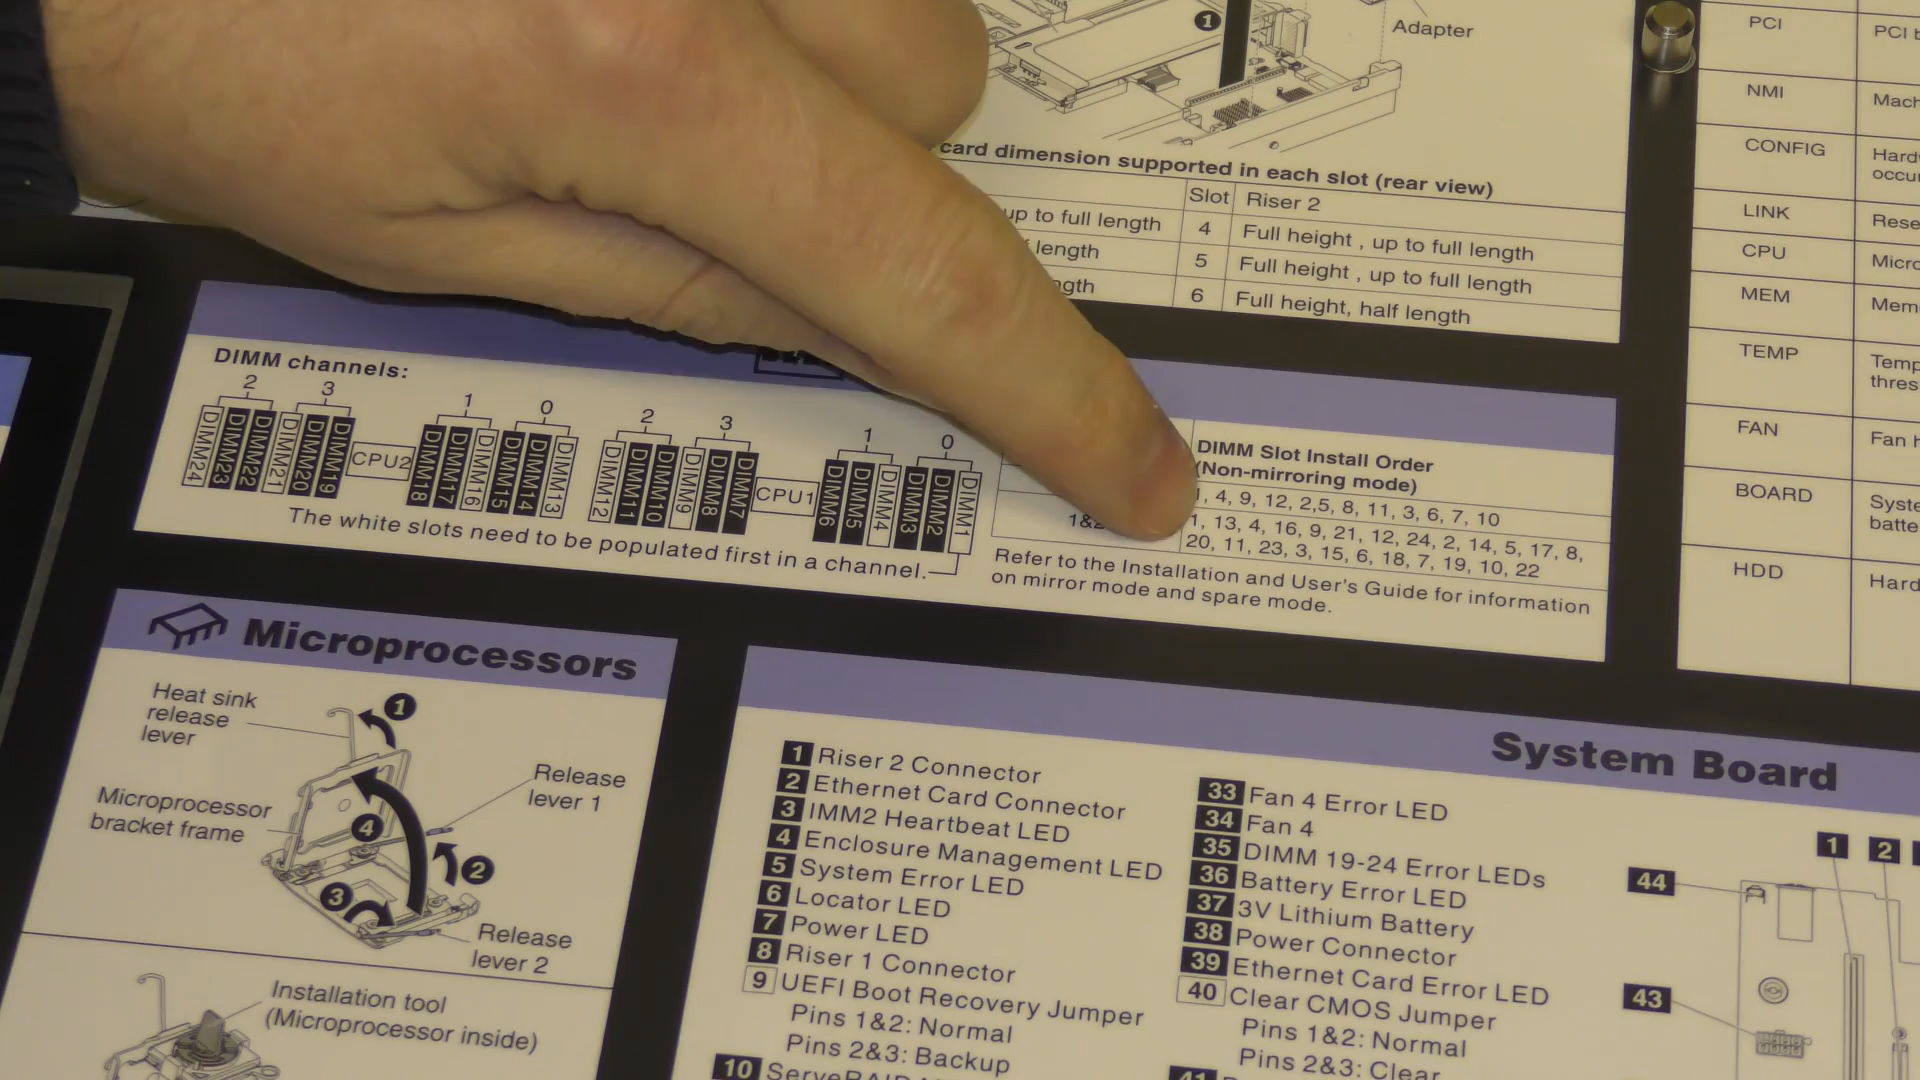 1
Adapter
card dimension supported in each slot (rear view)
Slot Riser 2
up to full length 4 Full height , up to full length
length 5 Full height , up to full length
6 Full height, half length
PCI PCI
NMI
CONFIG
LINK
CPU
MEM
TEMP
FAN Fan
BOARD
HDD
DIMM channels:
2 3 1 0 2 3 1 0
DIMM24 DIMM23 DIMM22 DIMM21 DIMM20 DIMM19 CPU2 DIMM18 DIMM17 DIMM16 DIMM15 DIMM14 DIMM13 DIMM12 DIMM11 DIMM10 DIMM9 DIMM8 DIMM7 CPU1 DIMM6 DIMM5 DIMM4 DIMM3 DIMM2 DIMM1
The white slots need to be populated first in a channel.
DIMM Slot Install Order
(Non-mirroring mode)
1, 4, 9, 12, 2,5, 8, 11, 3, 6, 7, 10
1, 13, 4, 16, 9, 21, 12, 24, 2, 14, 5, 17, 8,
20, 11, 23, 3, 15, 6, 18, 7, 19, 10, 22
Refer to the Installation and User's Guide for information
on mirror mode and spare mode.
Microprocessors
Heat sink
release
lever
1
Release
lever 1
Microprocessor
bracket frame
4
2
3
Release
lever 2
Installation tool
(Microprocessor inside)
System Board
1 Riser 2 Connector
2 Ethernet Card Connector
3 IMM2 Heartbeat LED
4 Enclosure Management LED
5 System Error LED
6 Locator LED
7 Power LED
8 Riser 1 Connector
9 UEFI Boot Recovery Jumper
Pins 1&2: Normal
Pins 2&3: Backup
10
33 Fan 4 Error LED
34 Fan 4
35 DIMM 19-24 Error LEDs
36 Battery Error LED
37 3V Lithium Battery
38 Power Connector
39 Ethernet Card Error LED
40 Clear CMOS Jumper
Pins 1&2: Normal
Pins 2&3: Clear
41
1 2
44
43